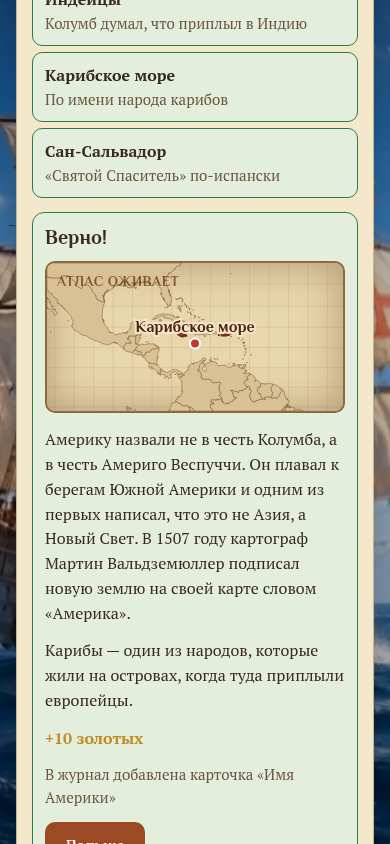 Индейцы
Колумб думал, что приплыл в Индию
Карибское море
По имени народа карибов
Сан-Сальвадор
«Святой Спаситель» по-испански
Верно!
АТЛАС ОЖИВАЕТ
Карибское море
Америку назвали не в честь Колумба, а
в честь Америго Веспуччи. Он плавал к
берегам Южной Америки и одним из
первых написал, что это не Азия, а
Новый Свет. В 1507 году картограф
Мартин Вальдземюллер подписал
новую землю на своей карте словом
«Америка».
Карибы — один из народов, которые
жили на островах, когда туда приплыли
европейцы.
+10 золотых
В журнал добавлена карточка «Имя
Америки»
Дальше